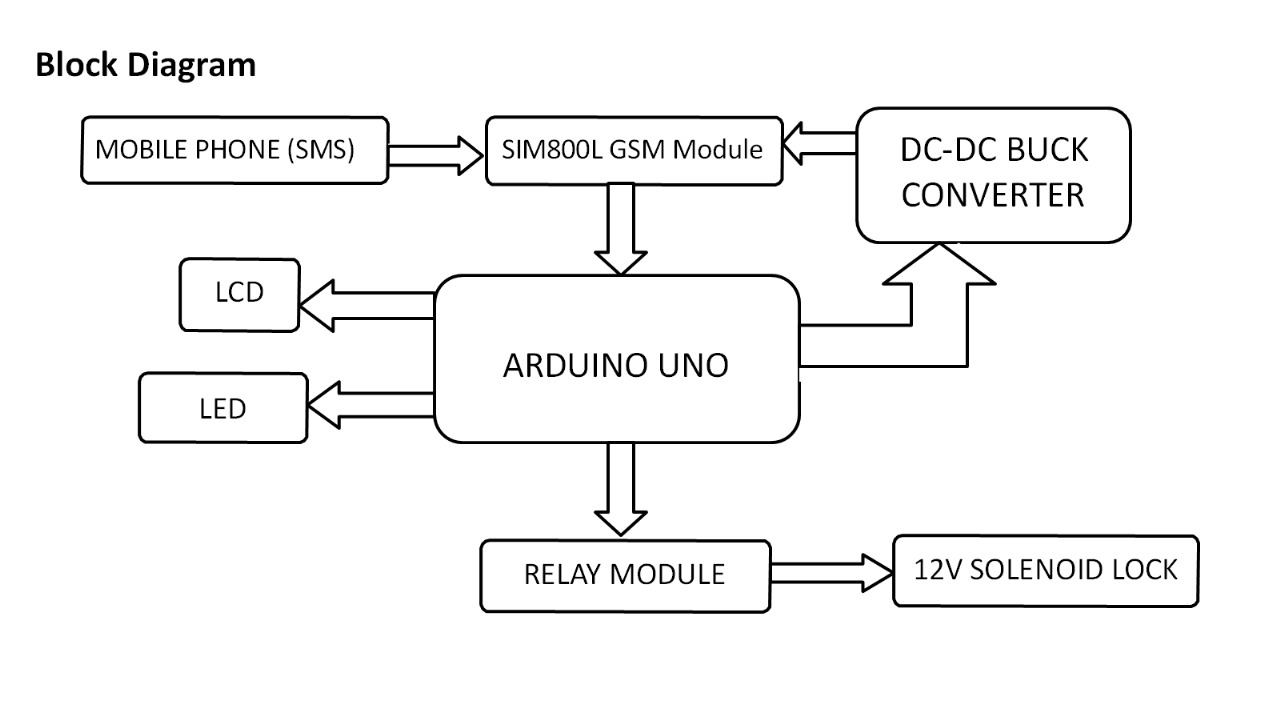 Block Diagram
MOBILE PHONE (SMS)
SIM800L GSM Module
DC-DC BUCK
CONVERTER
LCD
ARDUINO UNO
LED
RELAY MODULE
12V SOLENOID LOCK